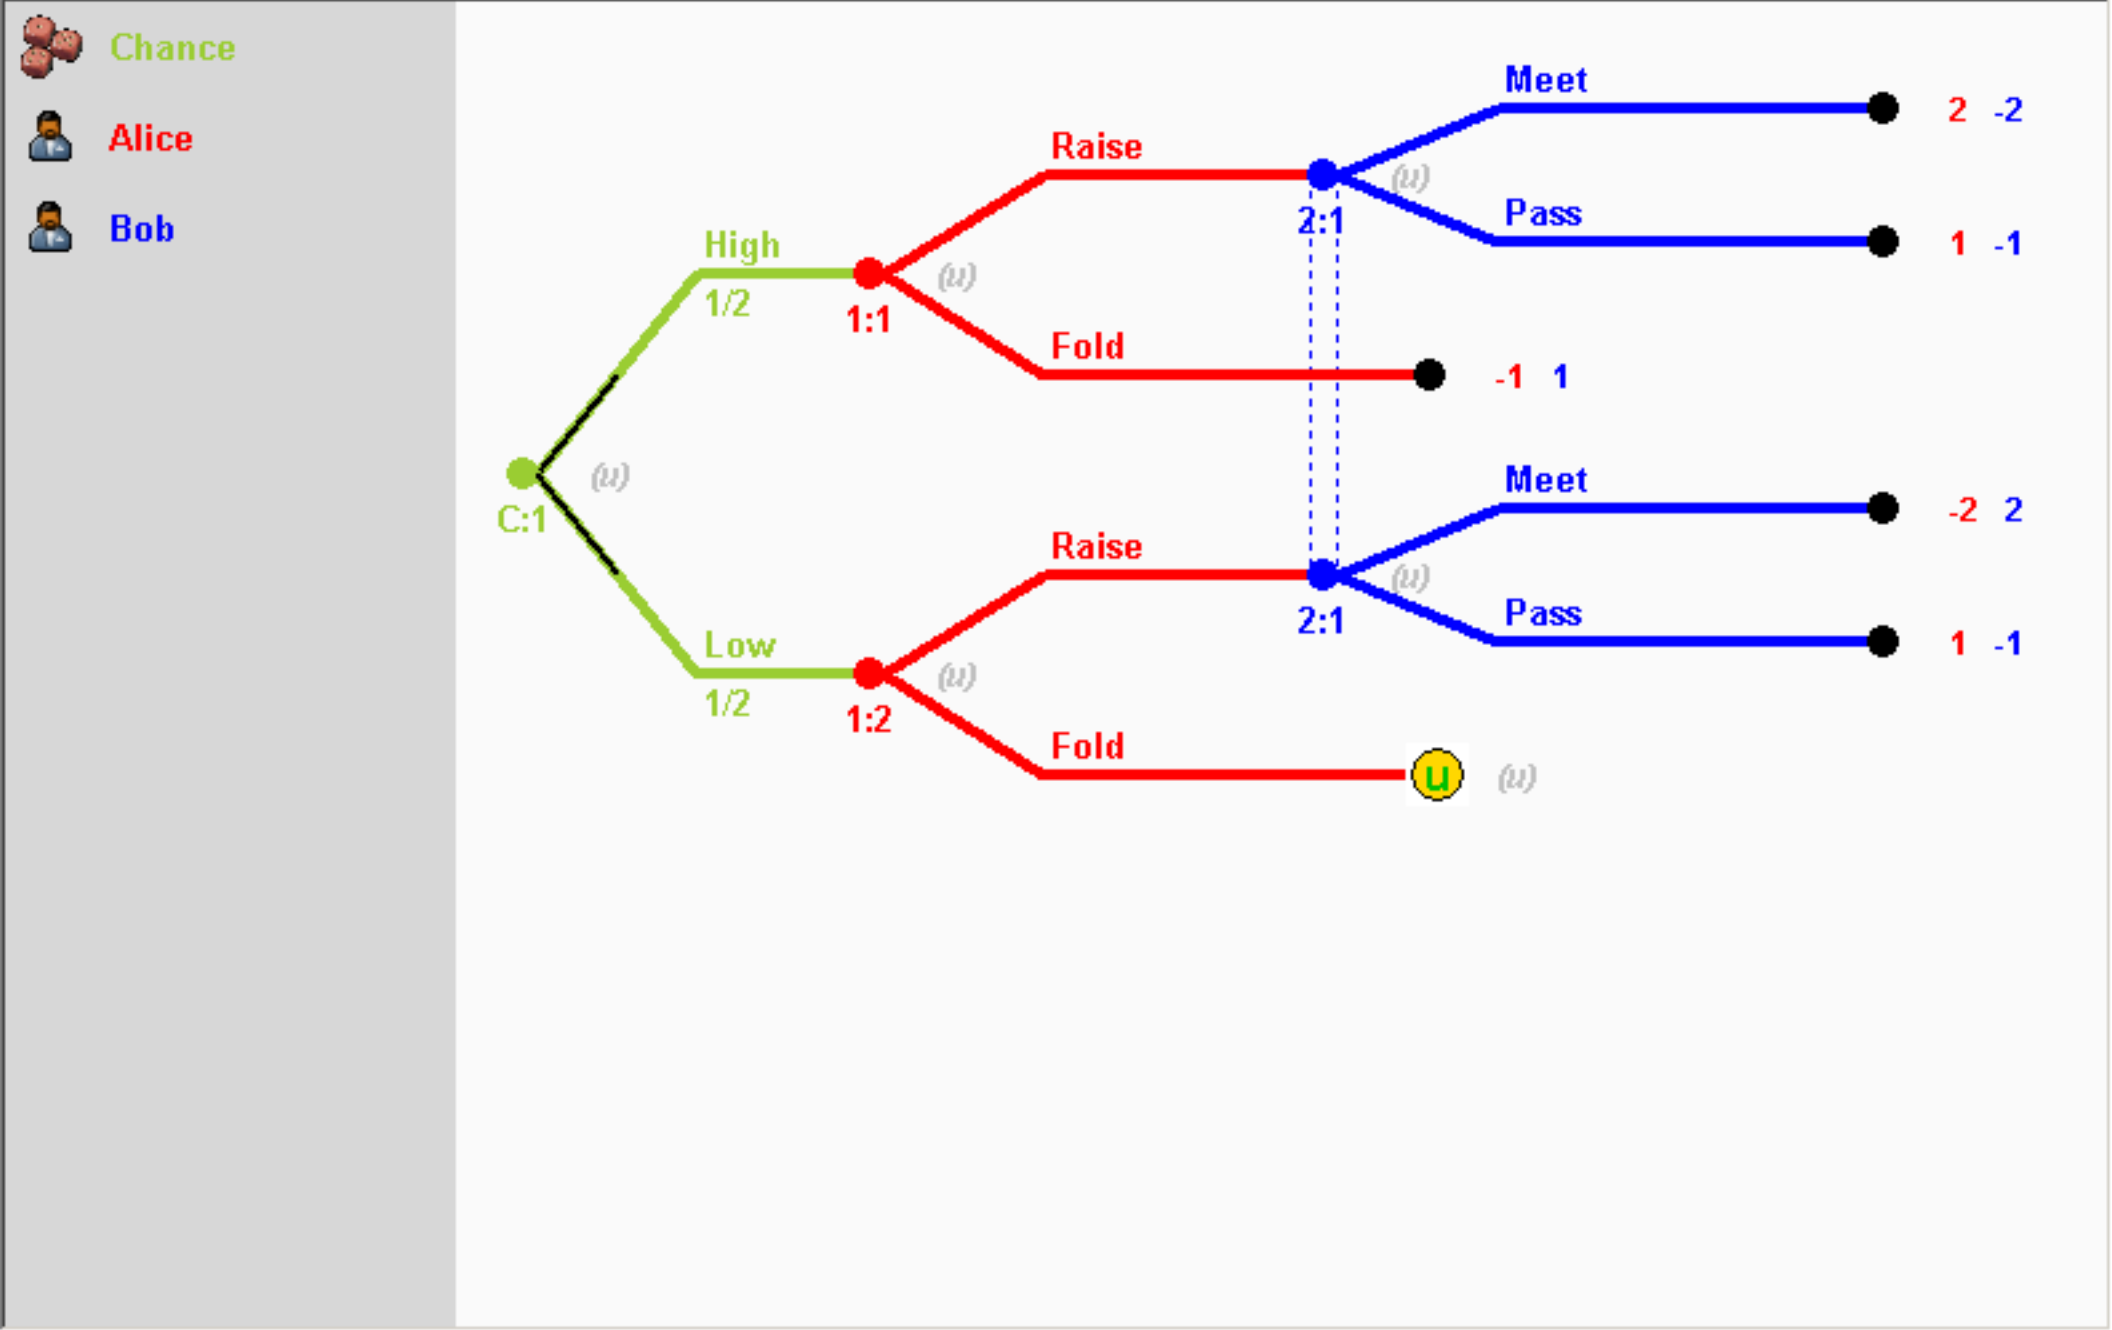 Chance
Alice
Bob
Meet
2 -2
Raise
(u)
2:1
Pass
1 -1
High
1/2
(u)
1:1
Fold
-1 1
(u)
C:1
Meet
-2 2
Raise
(u)
2:1
Pass
1 -1
Low
1/2
(u)
1:2
Fold
u (u)